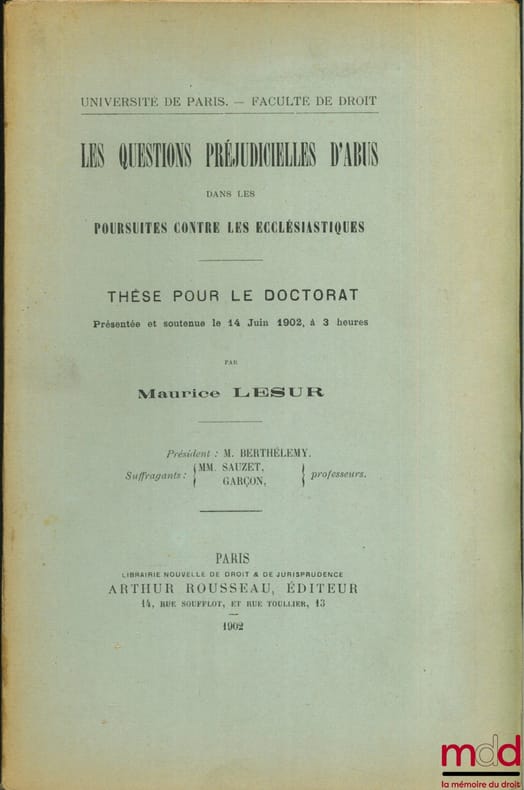 UNIVERSITÉ DE PARIS. — FACULTÉ DE DROIT
LES QUESTIONS PRÉJUDICIELLES D'ABUS
DANS LES
POURSUITES CONTRE LES ECCLÉSIASTIQUES
THÈSE POUR LE DOCTORAT
Présentée et soutenue le 14 Juin 1902, à 3 heures
PAR
Maurice LESUR
Président : M. BERTHÉLEMY.
Suffragants : { MM. SAUZET, GARÇON, } professeurs.
PARIS
LIBRAIRIE NOUVELLE DE DROIT & DE JURISPRUDENCE
ARTHUR ROUSSEAU, ÉDITEUR
14, RUE SOUFFLOT, ET RUE TOULLIER, 13
1902
mdd
la mémoire du droit